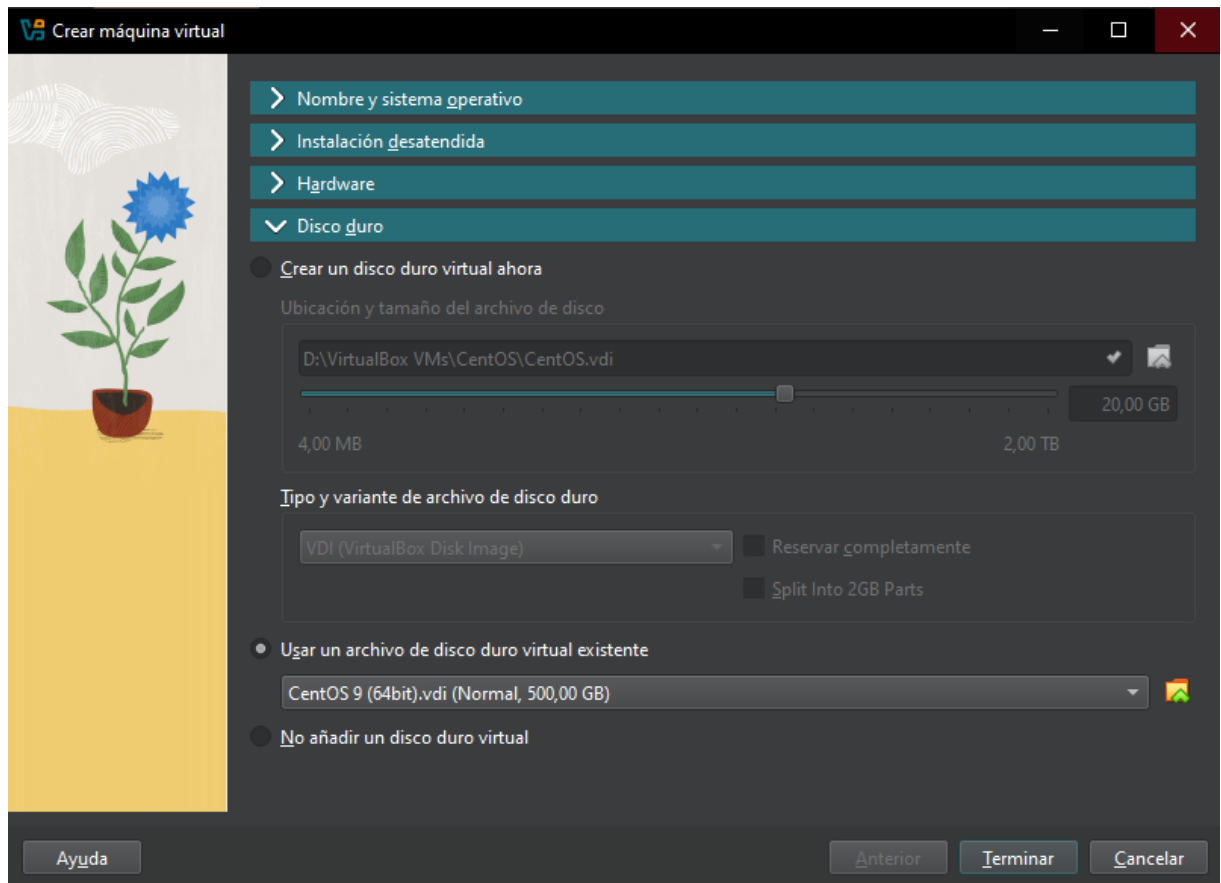 Crear máquina virtual
Nombre y sistema operativo
Instalación desatendida
Hardware
Disco duro
Crear un disco duro virtual ahora
Ubicación y tamaño del archivo de disco
D:\VirtualBox VMs\CentOS\CentOS.vdi
20,00 GB
4,00 MB 2,00 TB
Tipo y variante de archivo de disco duro
VDI (VirtualBox Disk Image) Reservar completamente
Split Into 2GB Parts
Usar un archivo de disco duro virtual existente
CentOS 9 (64bit).vdi (Normal, 500,00 GB)
No añadir un disco duro virtual
Ayuda Anterior Terminar Cancelar